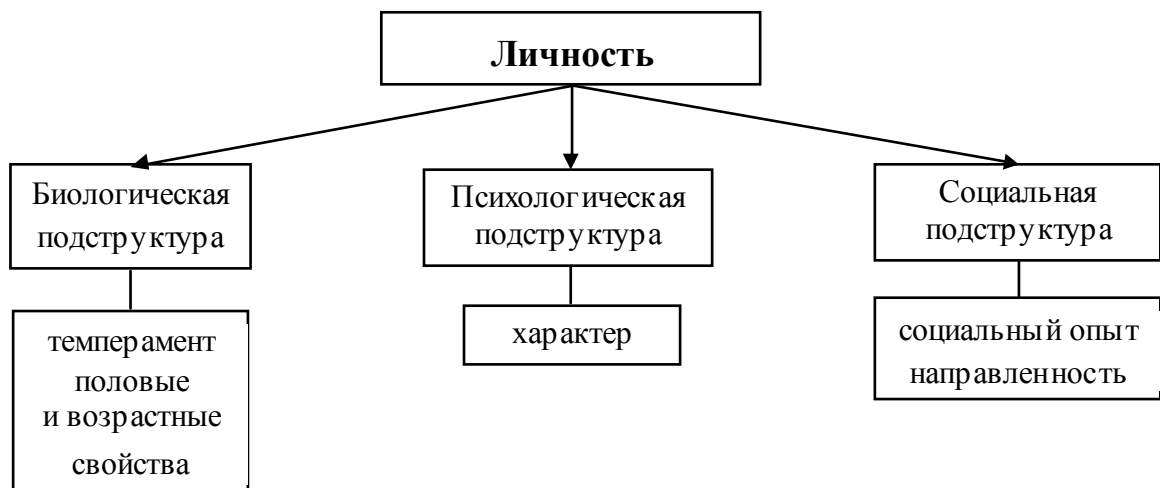 Личность
Биологическая
подструктура
Психологическая
подструктура
Социальная
подструктура
темперамент
половые
и возрастные
свойства
характер
социальный опыт
направленность